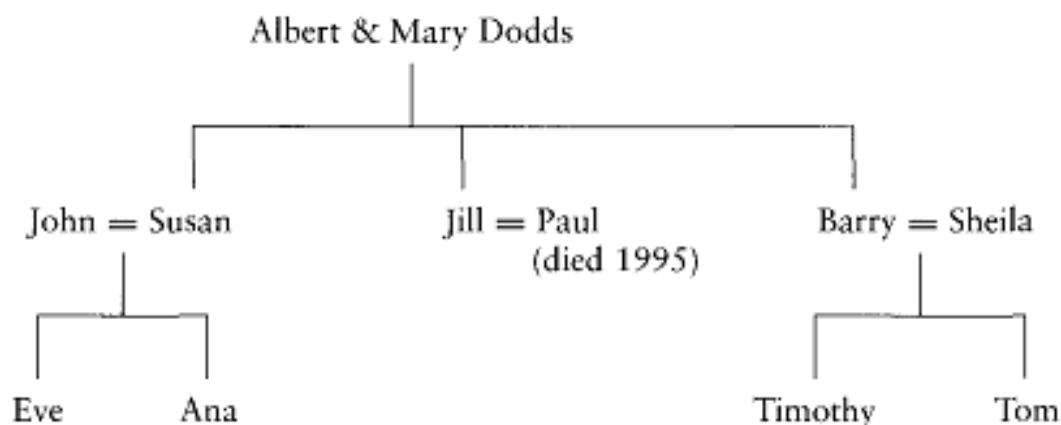 Albert & Mary Dodds
John = Susan Jill = Paul Barry = Sheila
(died 1995)
Eve Ana Timothy Tom